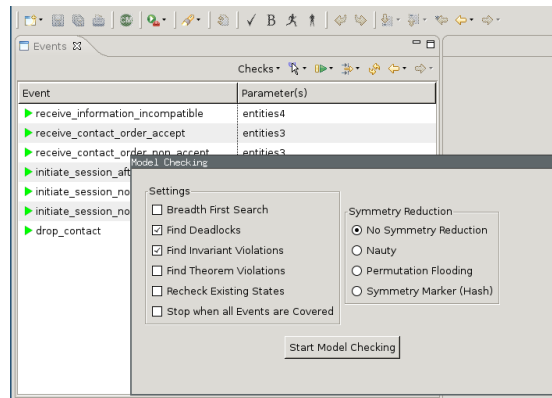 Events
Checks
Event Parameter(s)
receive_information_incompatible entities4
receive_contact_order_accept entities3
receive_contact_order_non_accept entities3
Model Checking
initiate_session_aft
initiate_session_no
initiate_session_no
drop_contact
Settings
Breadth First Search
Find Deadlocks
Find Invariant Violations
Find Theorem Violations
Recheck Existing States
Stop when all Events are Covered
Symmetry Reduction
No Symmetry Reduction
Nauty
Permutation Flooding
Symmetry Marker (Hash)
Start Model Checking